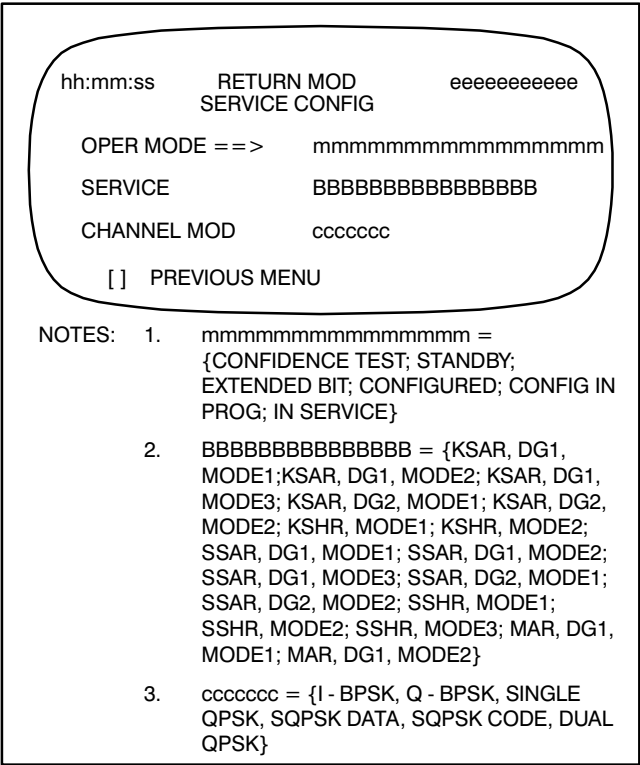 hh:mm:ss RETURN MOD eeeeeeeeeee
SERVICE CONFIG
OPER MODE ==> mmmmmmmmmmmmmmmm
SERVICE BBBBBBBBBBBBBBBB
CHANNEL MOD ccccccc
[ ] PREVIOUS MENU
NOTES: 1. mmmmmmmmmmmmmmm =
{CONFIDENCE TEST; STANDBY;
EXTENDED BIT; CONFIGURED; CONFIG IN
PROG; IN SERVICE}
2. BBBBBBBBBBBBBBB = {KSAR, DG1,
MODE1;KSAR, DG1, MODE2; KSAR, DG1,
MODE3; KSAR, DG2, MODE1; KSAR, DG2,
MODE2; KSHR, MODE1; KSHR, MODE2;
SSAR, DG1, MODE1; SSAR, DG1, MODE2;
SSAR, DG1, MODE3; SSAR, DG2, MODE1;
SSAR, DG2, MODE2; SSHR, MODE1;
SSHR, MODE2; SSHR, MODE3; MAR, DG1,
MODE1; MAR, DG1, MODE2}
3. ccccccc = {I - BPSK, Q - BPSK, SINGLE
QPSK, SQPSK DATA, SQPSK CODE, DUAL
QPSK}